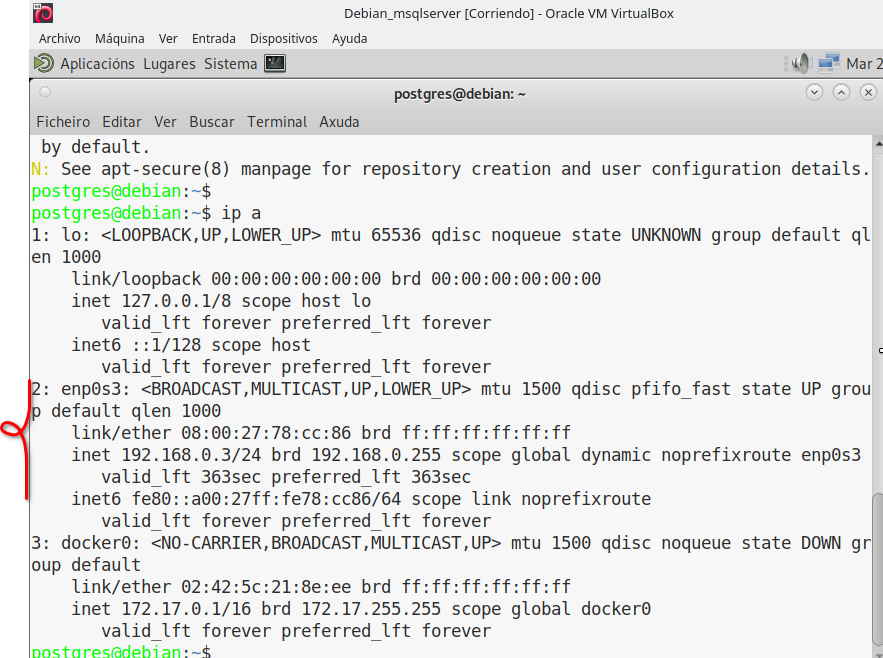 Debian_msqlserver [Corriendo] - Oracle VM VirtualBox
Archivo Máquina Ver Entrada Dispositivos Ayuda
Aplicacións Lugares Sistema Mar 2
postgres@debian: ~
Ficheiro Editar Ver Buscar Terminal Axuda
by default.
N: See apt-secure(8) manpage for repository creation and user configuration details.
postgres@debian:~$
postgres@debian:~$ ip a
1: lo: <LOOPBACK,UP,LOWER_UP> mtu 65536 qdisc noqueue state UNKNOWN group default ql
en 1000
link/loopback 00:00:00:00:00:00 brd 00:00:00:00:00:00
inet 127.0.0.1/8 scope host lo
valid_lft forever preferred_lft forever
inet6 ::1/128 scope host
valid_lft forever preferred_lft forever
2: enp0s3: <BROADCAST,MULTICAST,UP,LOWER_UP> mtu 1500 qdisc pfifo_fast state UP grou
p default qlen 1000
link/ether 08:00:27:78:cc:86 brd ff:ff:ff:ff:ff:ff
inet 192.168.0.3/24 brd 192.168.0.255 scope global dynamic noprefixroute enp0s3
valid_lft 363sec preferred_lft 363sec
inet6 fe80::a00:27ff:fe78:cc86/64 scope link noprefixroute
valid_lft forever preferred_lft forever
3: docker0: <NO-CARRIER,BROADCAST,MULTICAST,UP> mtu 1500 qdisc noqueue state DOWN gr
oup default
link/ether 02:42:5c:21:8e:ee brd ff:ff:ff:ff:ff:ff
inet 172.17.0.1/16 brd 172.17.255.255 scope global docker0
valid_lft forever preferred_lft forever
postgres@debian:~$